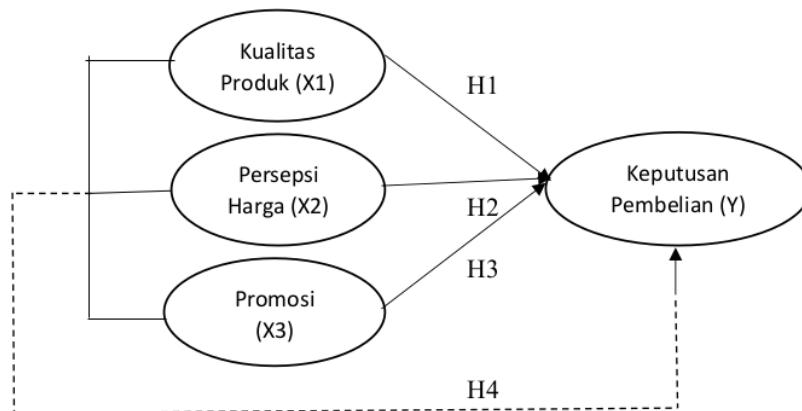 Kualitas
Produk (X1)
H1
Persepsi
Harga (X2)
H2
Keputusan
Pembelian (Y)
H3
Promosi
(X3)
H4